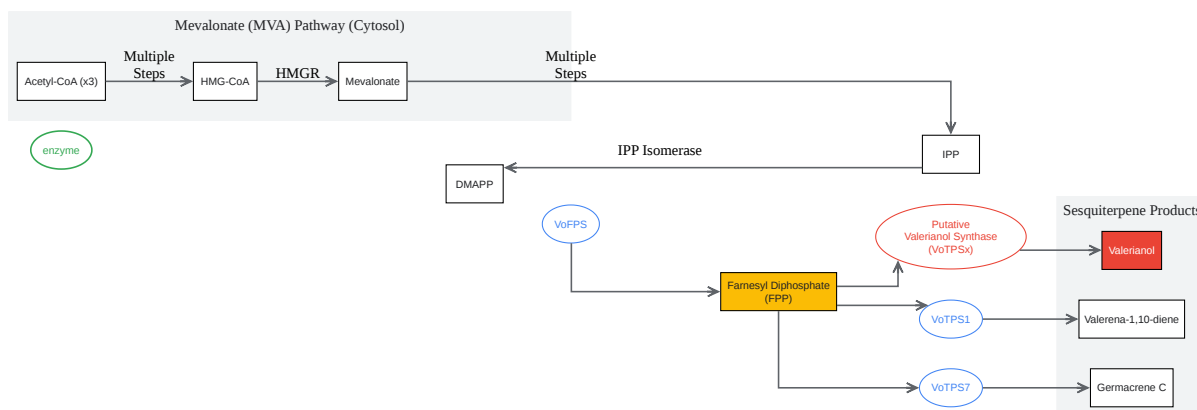 Mevalonate (MVA) Pathway (Cytosol)
Multiple
Steps
Multiple
Steps
Acetyl-CoA (x3)
HMG-CoA
HMGR
Mevalonate
enzyme
IPP Isomerase
IPP
DMAPP
Sesquiterpene Products
VoFPS
Putative
Valerianol Synthase
(VoTPSx)
Valerianol
Farnesyl Diphosphate
(FPP)
VoTPS1
Valerena-1,10-diene
VoTPS7
Germacrene C